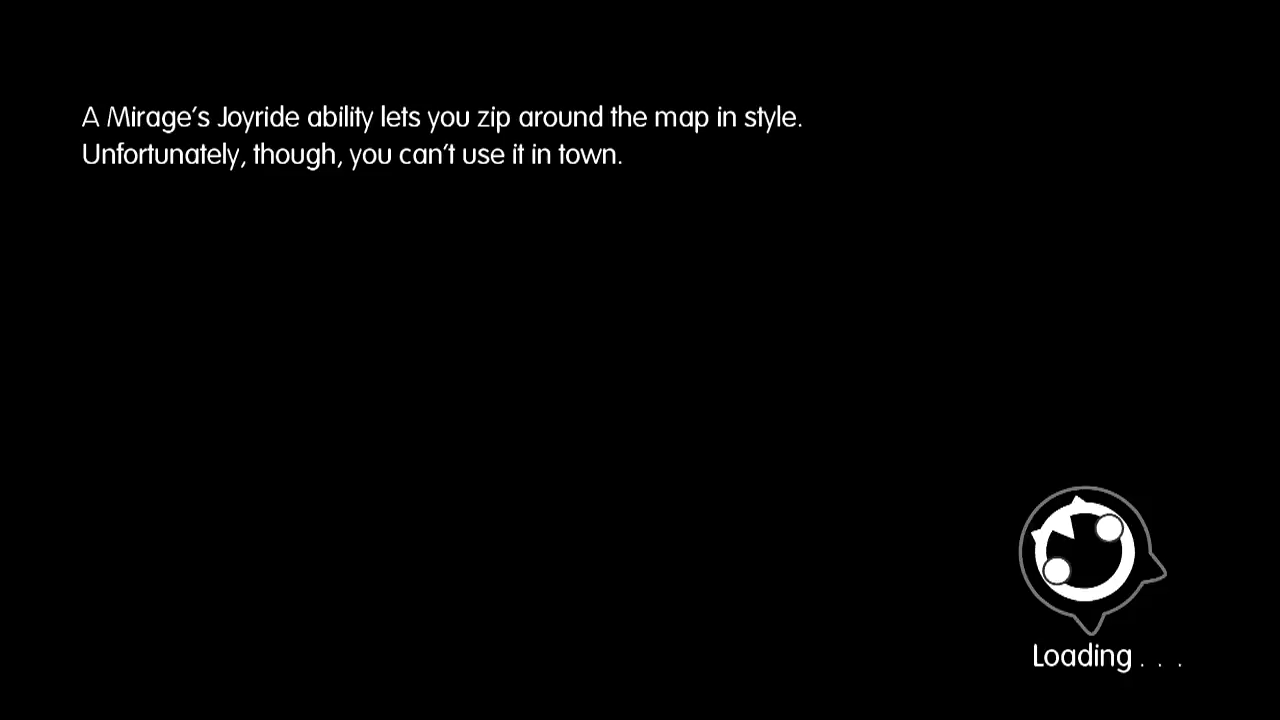 A Mirage's Joyride ability lets you zip around the map in style.
Unfortunately, though, you can't use it in town.
Loading . . .